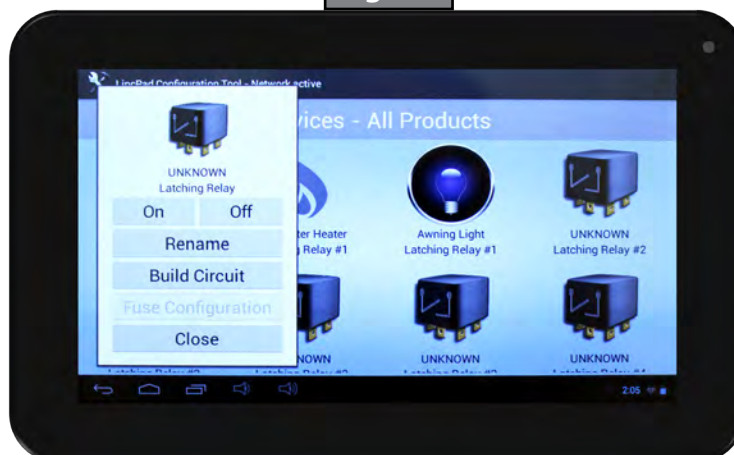 LincPad Configuration Tool - Network active
vices - All Products
UNKNOWN
Latching Relay
On Off
Rename
Build Circuit
Fuse Configuration
Close
ter Heater
Relay #1
Awning Light
Latching Relay #1
UNKNOWN
Latching Relay #2
NOWN
UNKNOWN
UNKNOWN
2:05